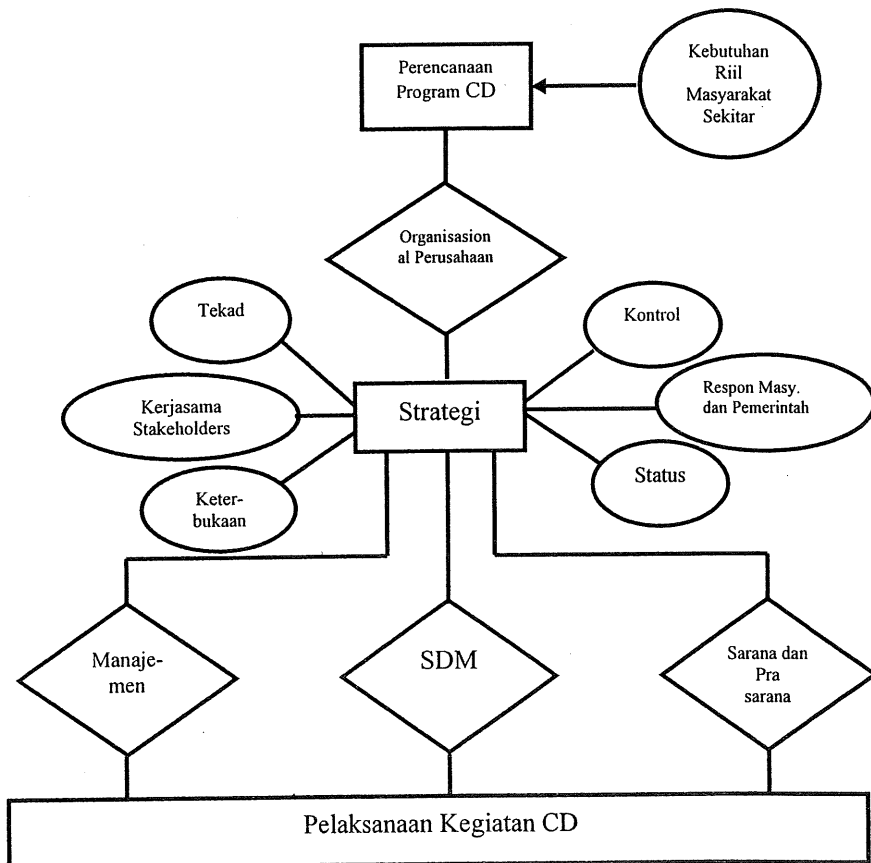 Perencanaan
Program CD
Kebutuhan
Riil
Masyarakat
Sekitar
Organisasion
al Perusahaan
Tekad
Kontrol
Kerjasama
Stakeholders
Strategi
Respon Masy.
dan Pemerintah
Keter-
bukaan
Status
Manaje-
men
SDM
Sarana dan
Pra
sarana
Pelaksanaan Kegiatan CD